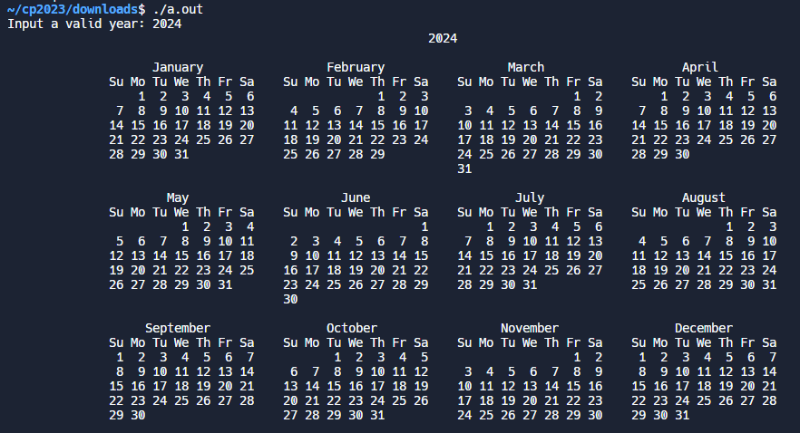 ~/cp2023/downloads$ ./a.out
Input a valid year: 2024
2024
January February March April
Su Mo Tu We Th Fr Sa Su Mo Tu We Th Fr Sa Su Mo Tu We Th Fr Sa Su Mo Tu We Th Fr Sa
1 2 3 4 5 6 1 2 3 1 2 1 2 3 4 5 6
7 8 9 10 11 12 13 4 5 6 7 8 9 10 3 4 5 6 7 8 9 7 8 9 10 11 12 13
14 15 16 17 18 19 20 11 12 13 14 15 16 17 10 11 12 13 14 15 16 14 15 16 17 18 19 20
21 22 23 24 25 26 27 18 19 20 21 22 23 24 17 18 19 20 21 22 23 21 22 23 24 25 26 27
28 29 30 31 25 26 27 28 29 24 25 26 27 28 29 30 28 29 30
31
May June July August
Su Mo Tu We Th Fr Sa Su Mo Tu We Th Fr Sa Su Mo Tu We Th Fr Sa Su Mo Tu We Th Fr Sa
1 2 3 4 1 1 2 3 4 5 6 1 2 3
5 6 7 8 9 10 11 2 3 4 5 6 7 8 7 8 9 10 11 12 13 4 5 6 7 8 9 10
12 13 14 15 16 17 18 9 10 11 12 13 14 15 14 15 16 17 18 19 20 11 12 13 14 15 16 17
19 20 21 22 23 24 25 16 17 18 19 20 21 22 21 22 23 24 25 26 27 18 19 20 21 22 23 24
26 27 28 29 30 31 23 24 25 26 27 28 29 28 29 30 31 25 26 27 28 29 30 31
30
September October November December
Su Mo Tu We Th Fr Sa Su Mo Tu We Th Fr Sa Su Mo Tu We Th Fr Sa Su Mo Tu We Th Fr Sa
1 2 3 4 5 6 7 1 2 3 4 5 1 2 1 2 3 4 5 6 7
8 9 10 11 12 13 14 6 7 8 9 10 11 12 3 4 5 6 7 8 9 8 9 10 11 12 13 14
15 16 17 18 19 20 21 13 14 15 16 17 18 19 10 11 12 13 14 15 16 15 16 17 18 19 20 21
22 23 24 25 26 27 28 20 21 22 23 24 25 26 17 18 19 20 21 22 23 22 23 24 25 26 27 28
29 30 27 28 29 30 31 24 25 26 27 28 29 30 29 30 31